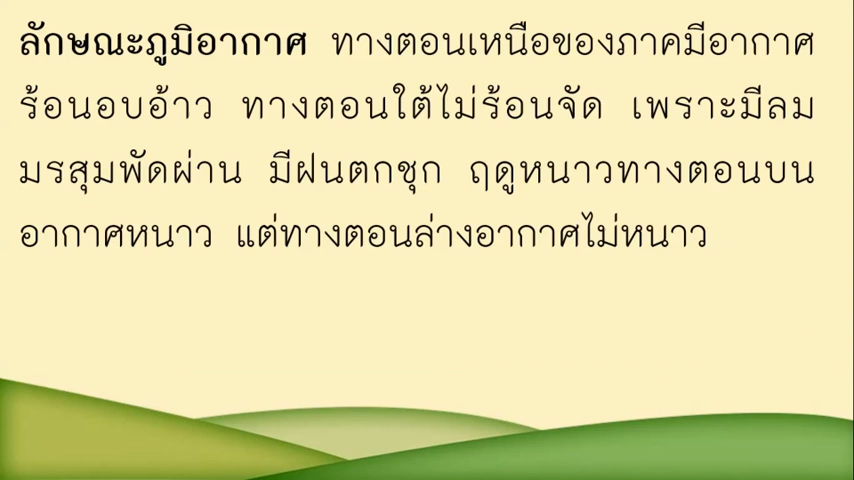 ลักษณะภูมิอากาศ ทางตอนเหนือของภาคมีอากาศ
ร้อนอบอ้าว ทางตอนใต้ไม่ร้อนจัด เพราะมีลม
มรสุมพัดผ่าน มีฝนตกชุก ฤดูหนาวทางตอนบน
อากาศหนาว แต่ทางตอนล่างอากาศไม่หนาว